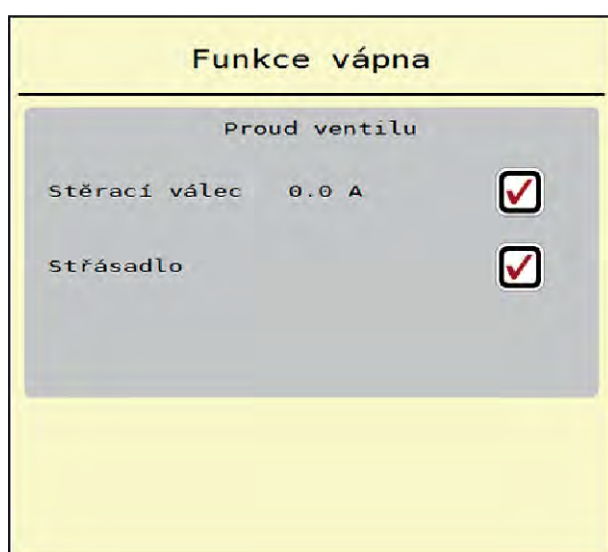 Funkce vápna
Proud ventilu
Stěrací válec 0.0 A
Střásadlo